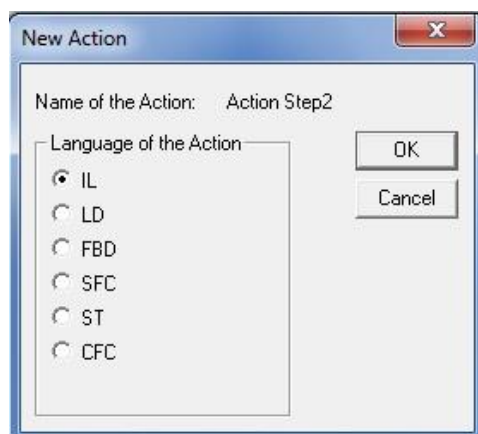 New Action
Name of the Action: Action Step2
Language of the Action
OK
IL
Cancel
LD
FBD
SFC
ST
CFC